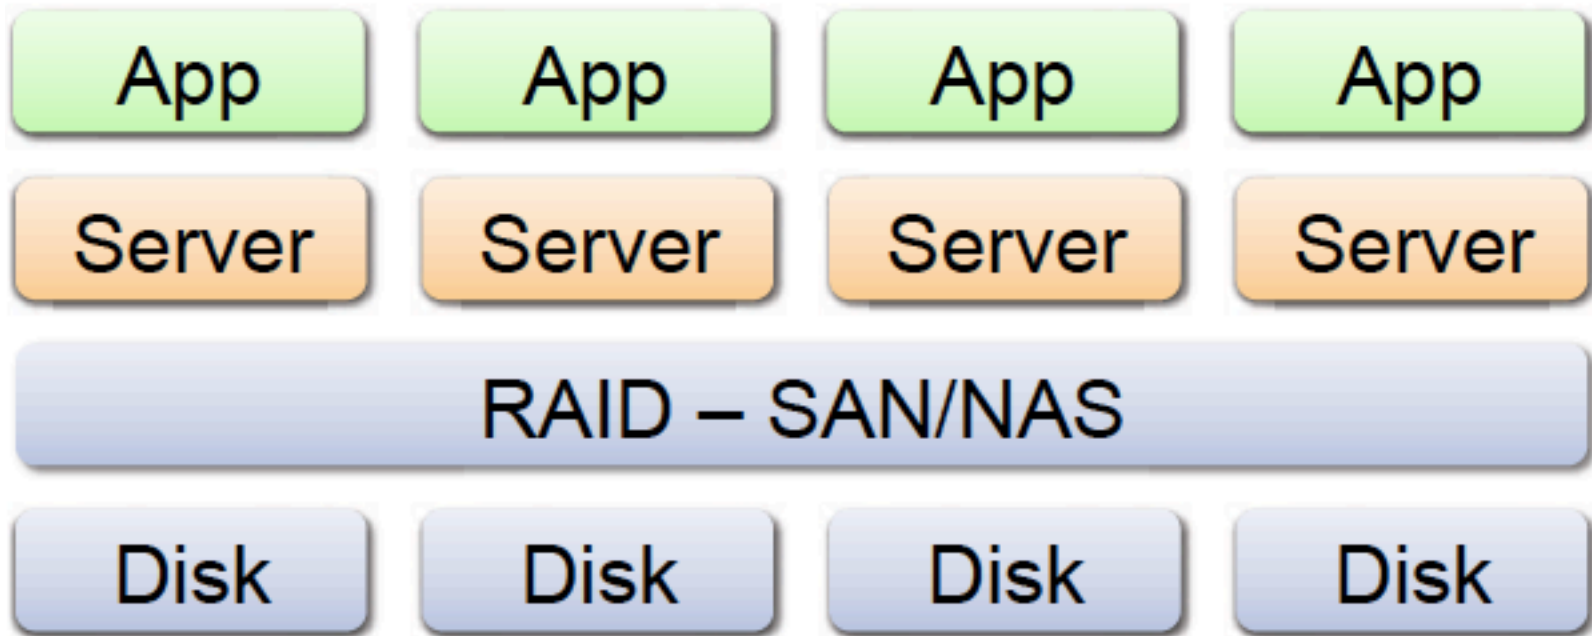 App App App App
Server Server Server Server
RAID – SAN/NAS
Disk Disk Disk Disk